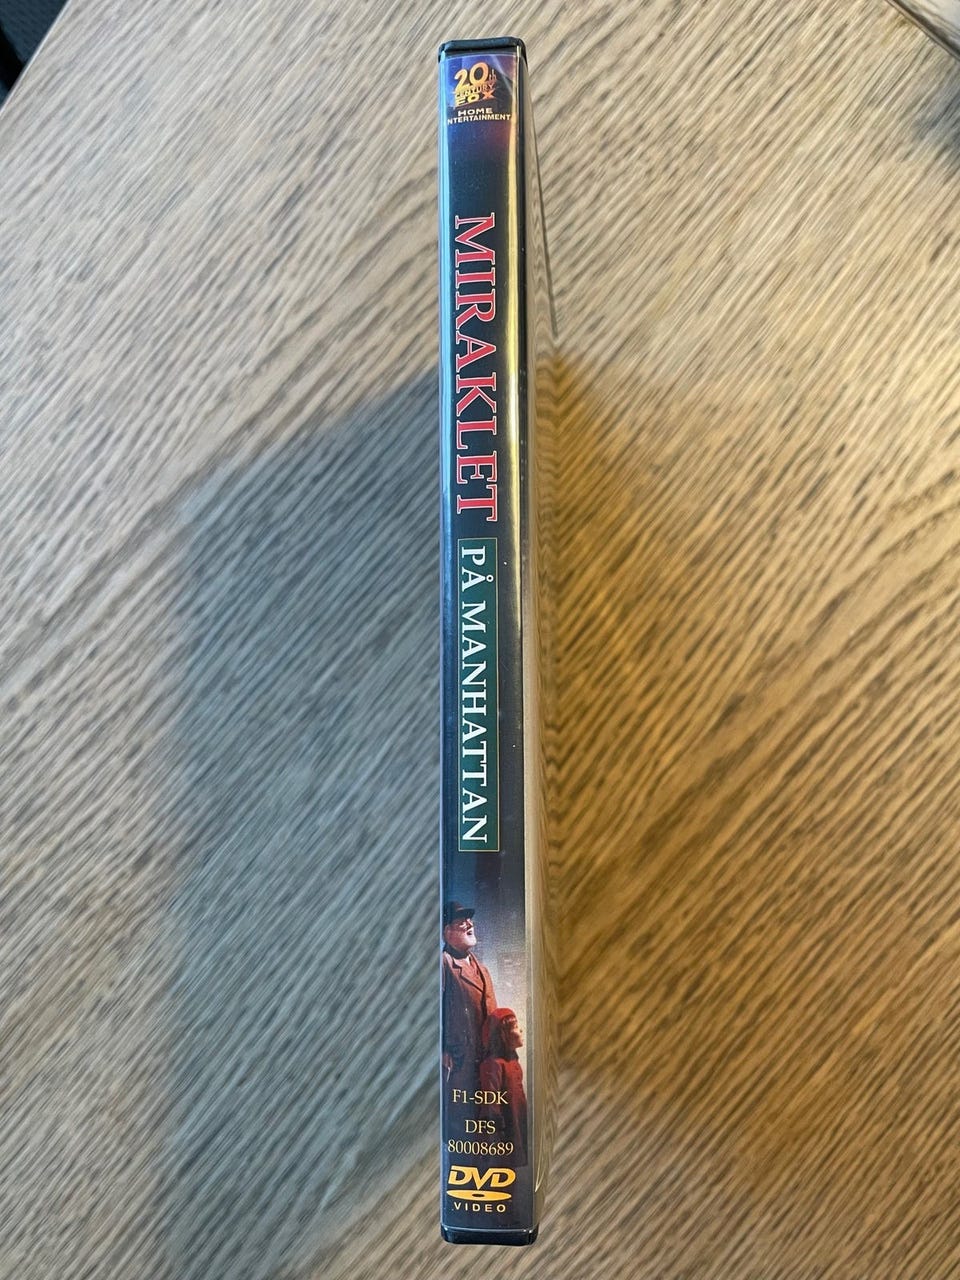 20th
CENTURY
FOX
HOME
ENTERTAINMENT
MIRAKLET
PÅ MANHATTAN
F1-SDK
DFS
80008689
DVD
VIDEO